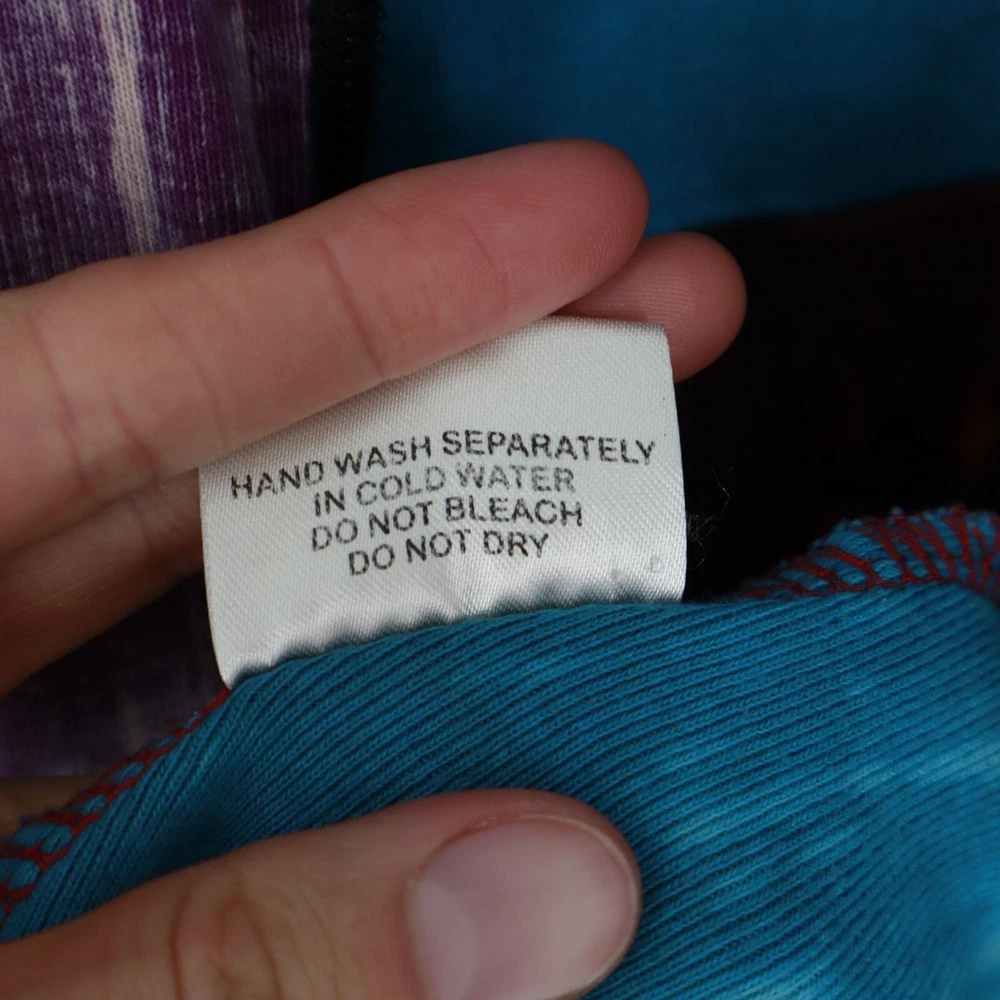 HAND WASH SEPARATELY
IN COLD WATER
DO NOT BLEACH
DO NOT DRY